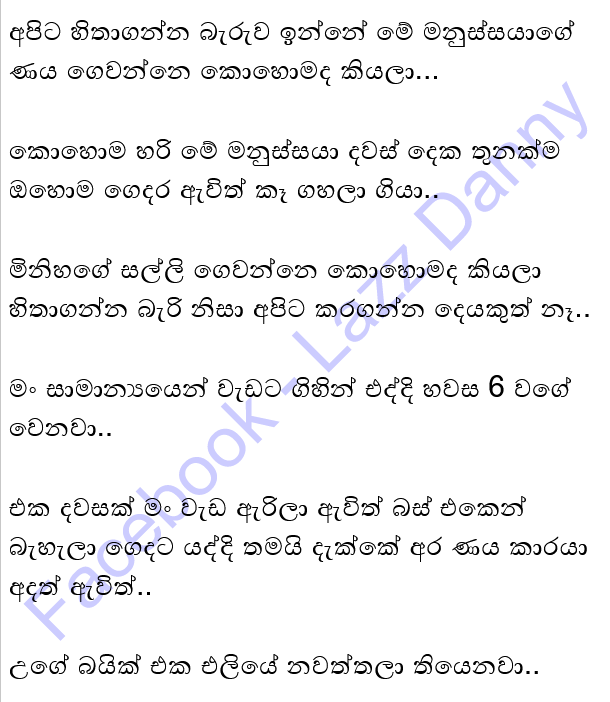 අපිට හිතාගන්න බැරුව ඉන්නේ මේ මනුස්සයාගේ
ණය ගෙවන්නෙ කොහොමද කියලා...
කොහොම හරි මේ මනුස්සයා දවස් දෙක තුනක්ම
ඔහොම ගෙදර ඇවිත් කෑ ගහලා ගියා..
මිනිහගේ සල්ලි ගෙවන්නෙ කොහොමද කියලා
හිතාගන්න බැරි නිසා අපිට කරගන්න දෙයකුත් නෑ..
මං සාමාන්‍යයෙන් වැඩට ගිහින් එද්දි හවස 6 වගේ
වෙනවා..
එක දවසක් මං වැඩ ඇරිලා ඇවිත් බස් එකෙන්
බැහැලා ගෙදට යද්දි තමයි දැක්කේ අර ණය කාරයා
අදත් ඇවිත්..
උගේ බයික් එක එලියේ නවත්තලා තියෙනවා..
Facebook - Lazz Danny